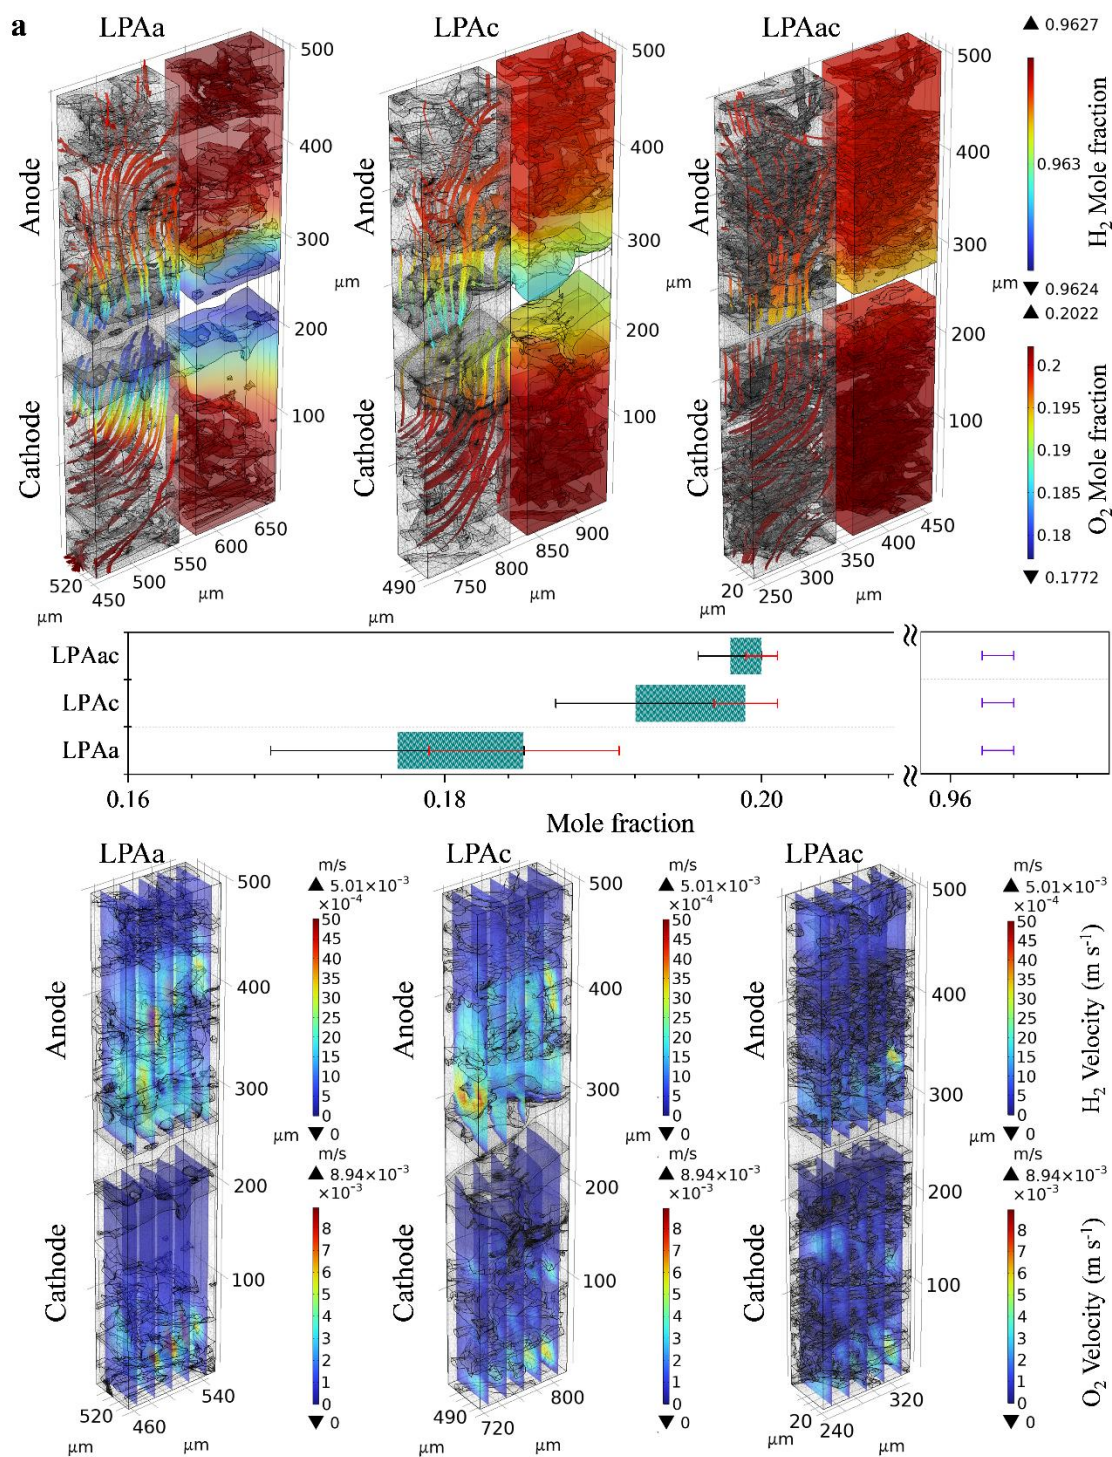 a
LPAa
LPAc
LPAac
500
400
300
μm
200
100
Anode
Cathode
520
450
500
550
600
650
μm
μm
500
400
300
μm
200
100
Anode
Cathode
490
750
800
850
900
μm
μm
500
400
300
μm
200
100
Anode
Cathode
20
250
300
350
400
450
μm
μm
▲ 0.9627
0.963
▼ 0.9624
H2 Mole fraction
▲ 0.2022
0.2
0.195
0.19
0.185
0.18
▼ 0.1772
O2 Mole fraction
LPAac
LPAc
LPAa
0.16
0.18
0.20
0.96
Mole fraction
LPAa
LPAc
LPAac
500
400
300
μm
200
100
Anode
Cathode
520
460
540
μm
μm
m/s
▲ 5.01×10⁻³
×10⁻⁴
50
45
40
35
30
25
20
15
10
5
0
▼ 0
m/s
▲ 8.94×10⁻³
×10⁻³
8
7
6
5
4
3
2
1
0
▼ 0
500
400
300
μm
200
100
Anode
Cathode
490
720
800
μm
μm
m/s
▲ 5.01×10⁻³
×10⁻⁴
50
45
40
35
30
25
20
15
10
5
0
▼ 0
m/s
▲ 8.94×10⁻³
×10⁻³
8
7
6
5
4
3
2
1
0
▼ 0
500
400
300
μm
200
100
Anode
Cathode
20
240
320
μm
μm
m/s
▲ 5.01×10⁻³
×10⁻⁴
50
45
40
35
30
25
20
15
10
5
0
▼ 0
H2 Velocity (m s⁻¹)
m/s
▲ 8.94×10⁻³
×10⁻³
8
7
6
5
4
3
2
1
0
▼ 0
O2 Velocity (m s⁻¹)